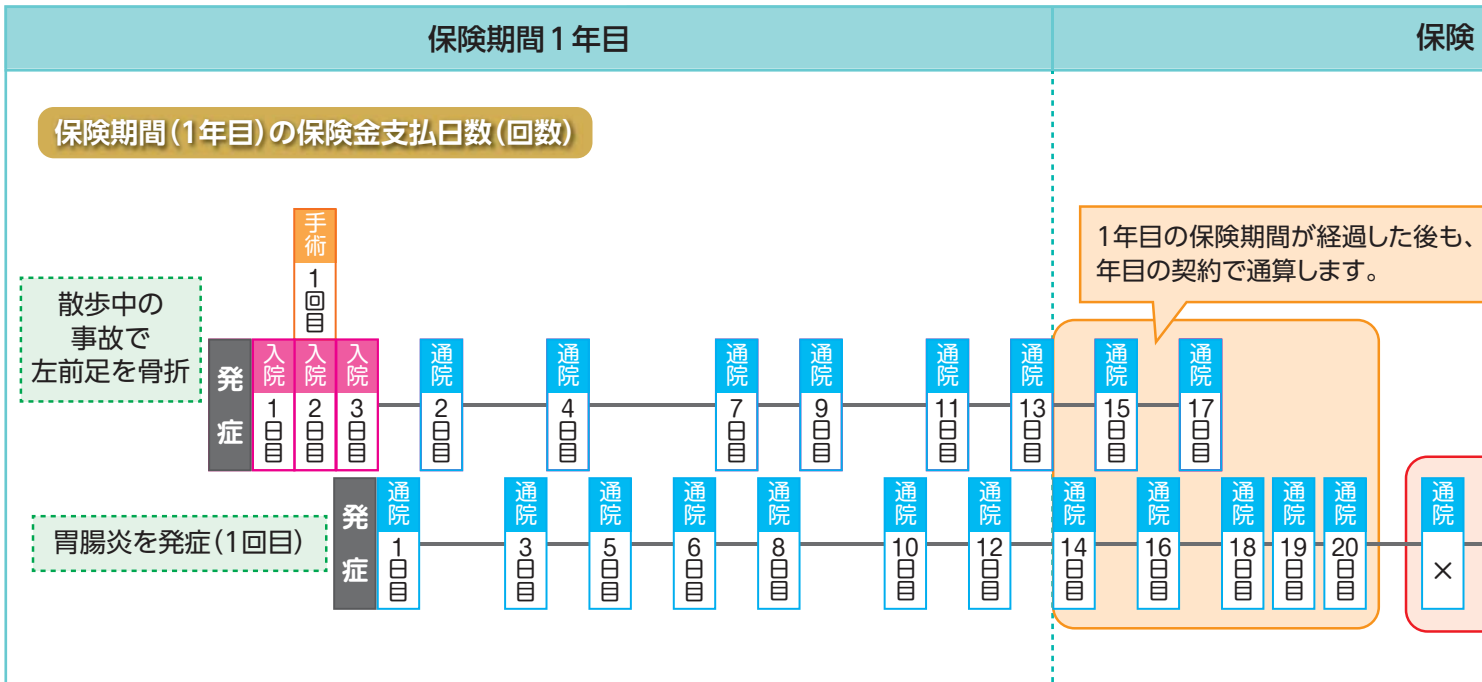 保険期間1年目
保険
保険期間(1年目)の保険金支払日数(回数)
1年目の保険期間が経過した後も、
年目の契約で通算します。
散歩中の
事故で
左前足を骨折
手術
1回目
発症
入院
1日目
入院
2日目
入院
3日目
通院
2日目
通院
4日目
通院
7日目
通院
9日目
通院
11日目
通院
13日目
通院
15日目
通院
17日目
胃腸炎を発症(1回目)
発症
通院
1日目
通院
3日目
通院
5日目
通院
6日目
通院
8日目
通院
10日目
通院
12日目
通院
14日目
通院
16日目
通院
18日目
通院
19日目
通院
20日目
通院
×